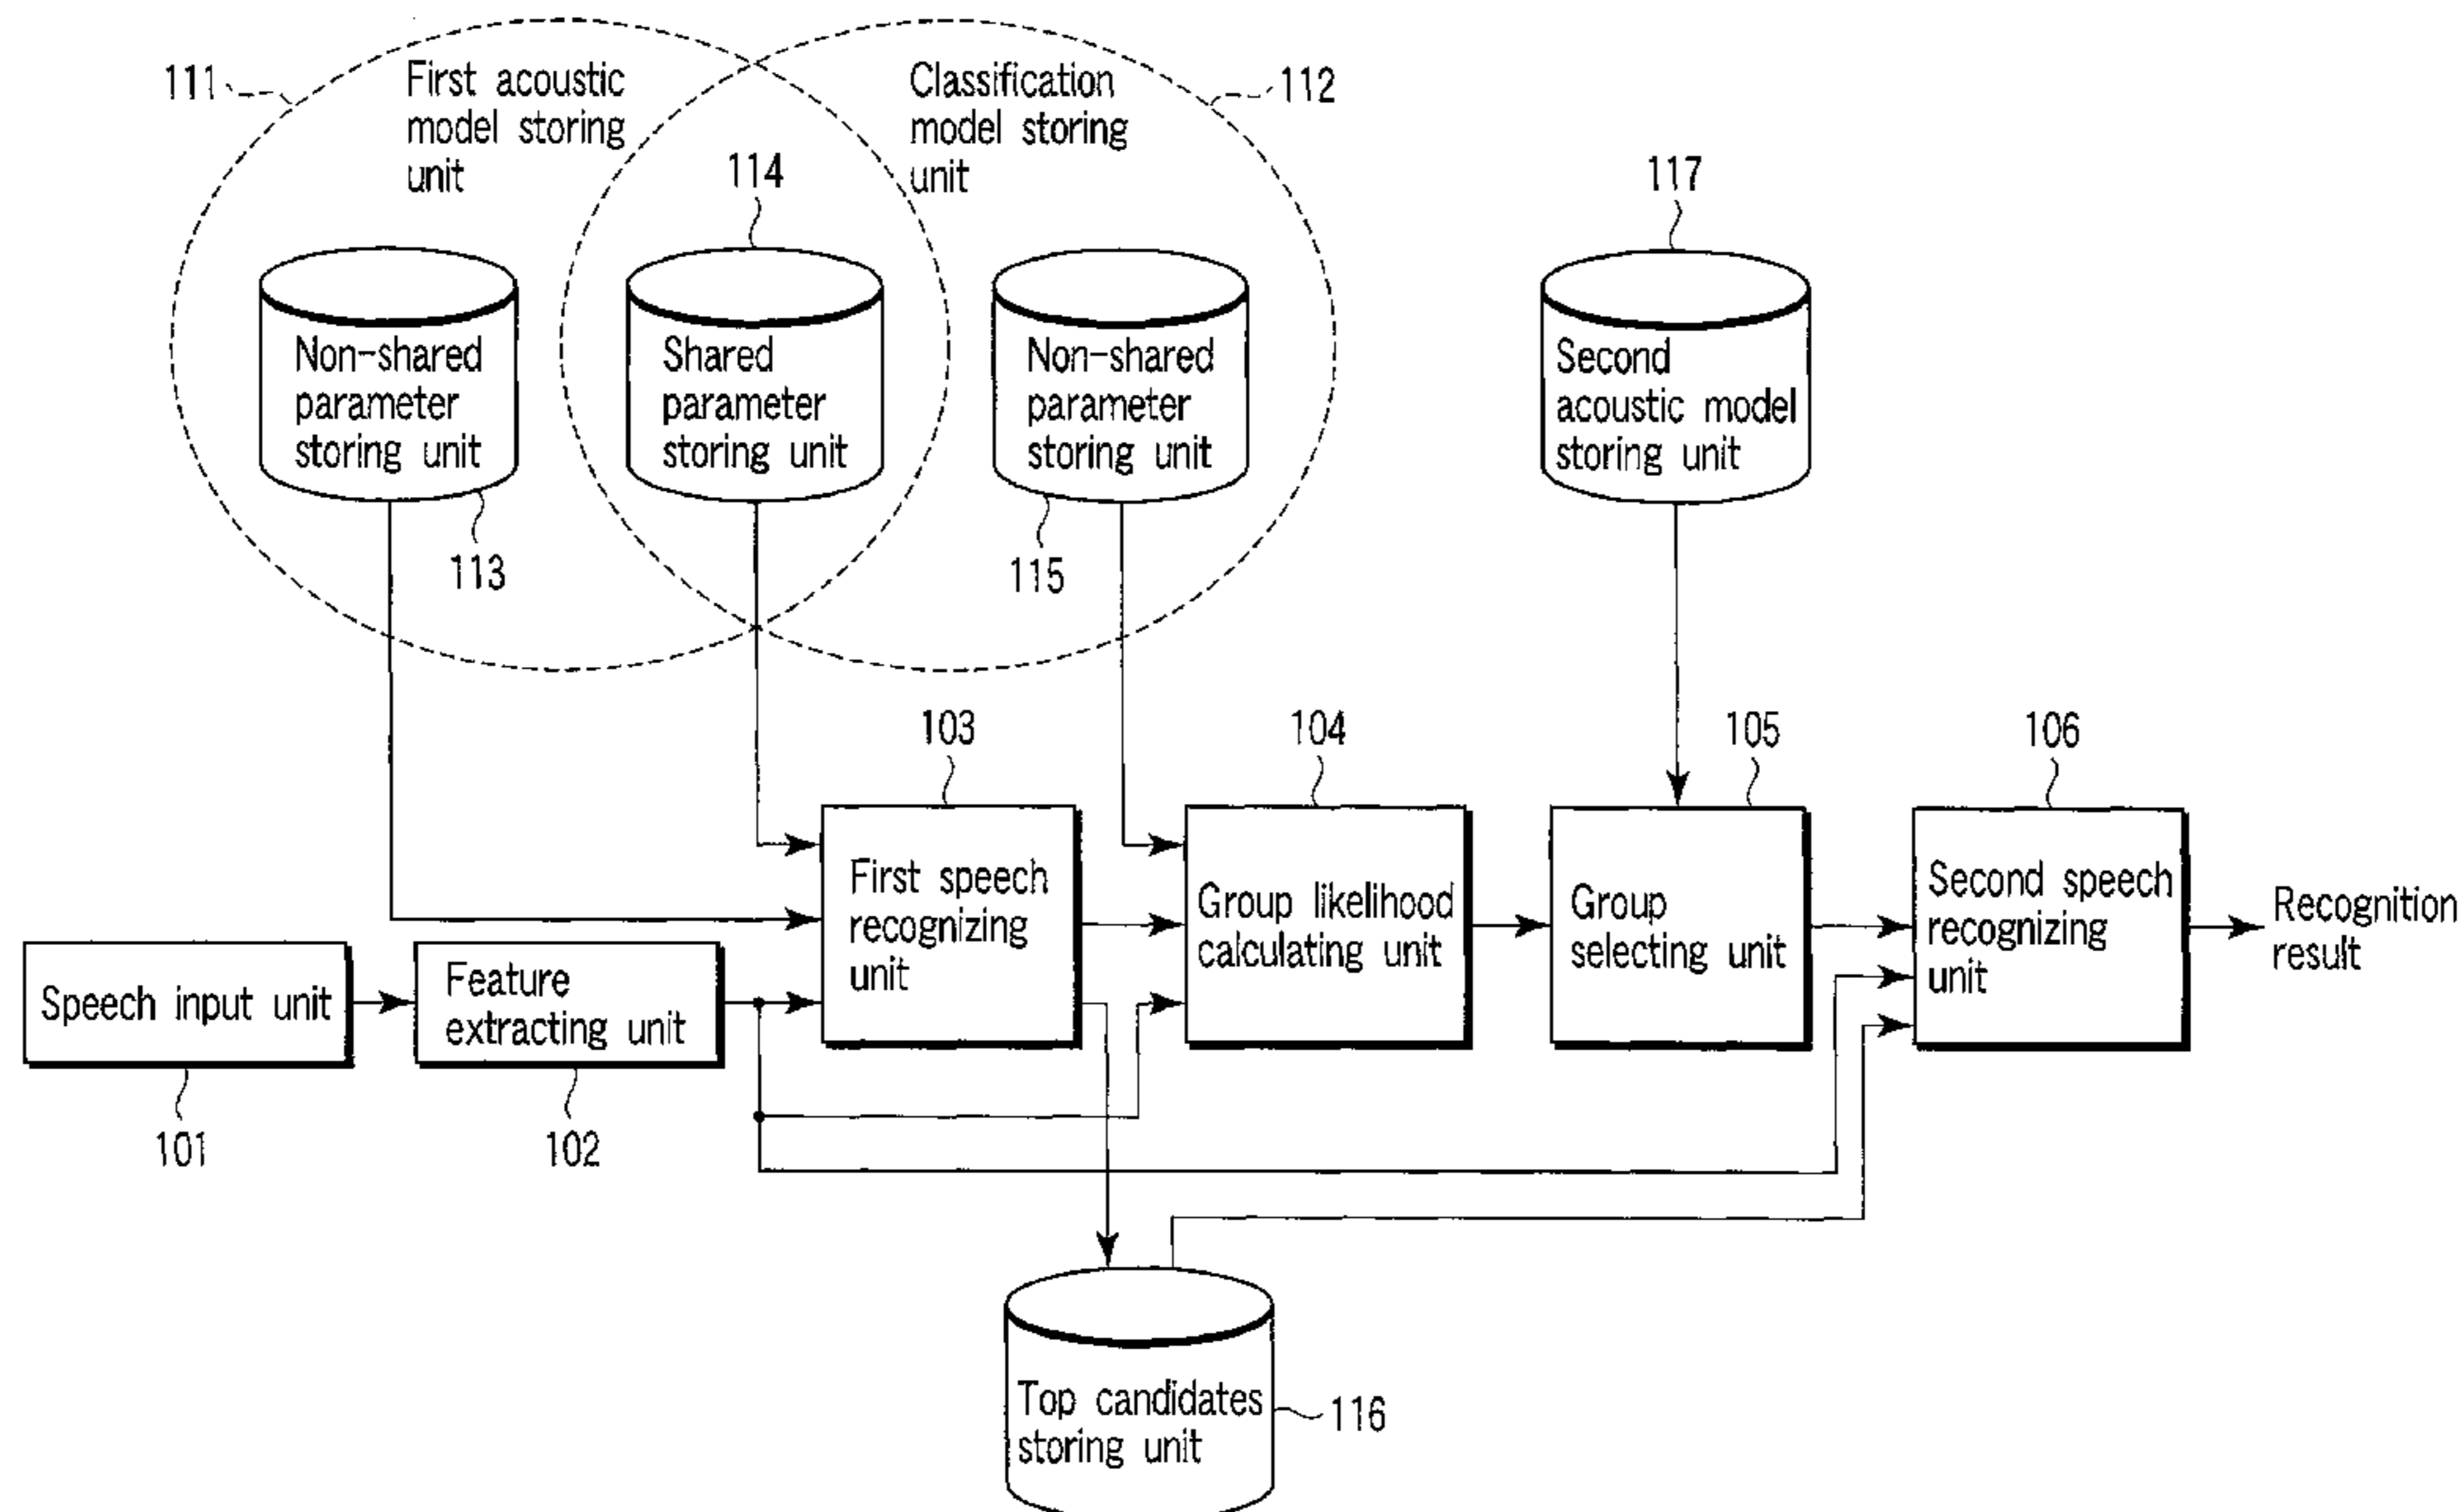 111
First acoustic
model storing
unit
Classification
model storing
unit
112
114
117
Non-shared
parameter
storing unit
Shared
parameter
storing unit
Non-shared
parameter
storing unit
Second
acoustic model
storing unit
113
115
103
104
105
106
First speech
recognizing
unit
Group likelihood
calculating unit
Group
selecting unit
Second speech
recognizing
unit
Recognition
result
Speech input unit
Feature
extracting unit
101
102
Top candidates
storing unit
116